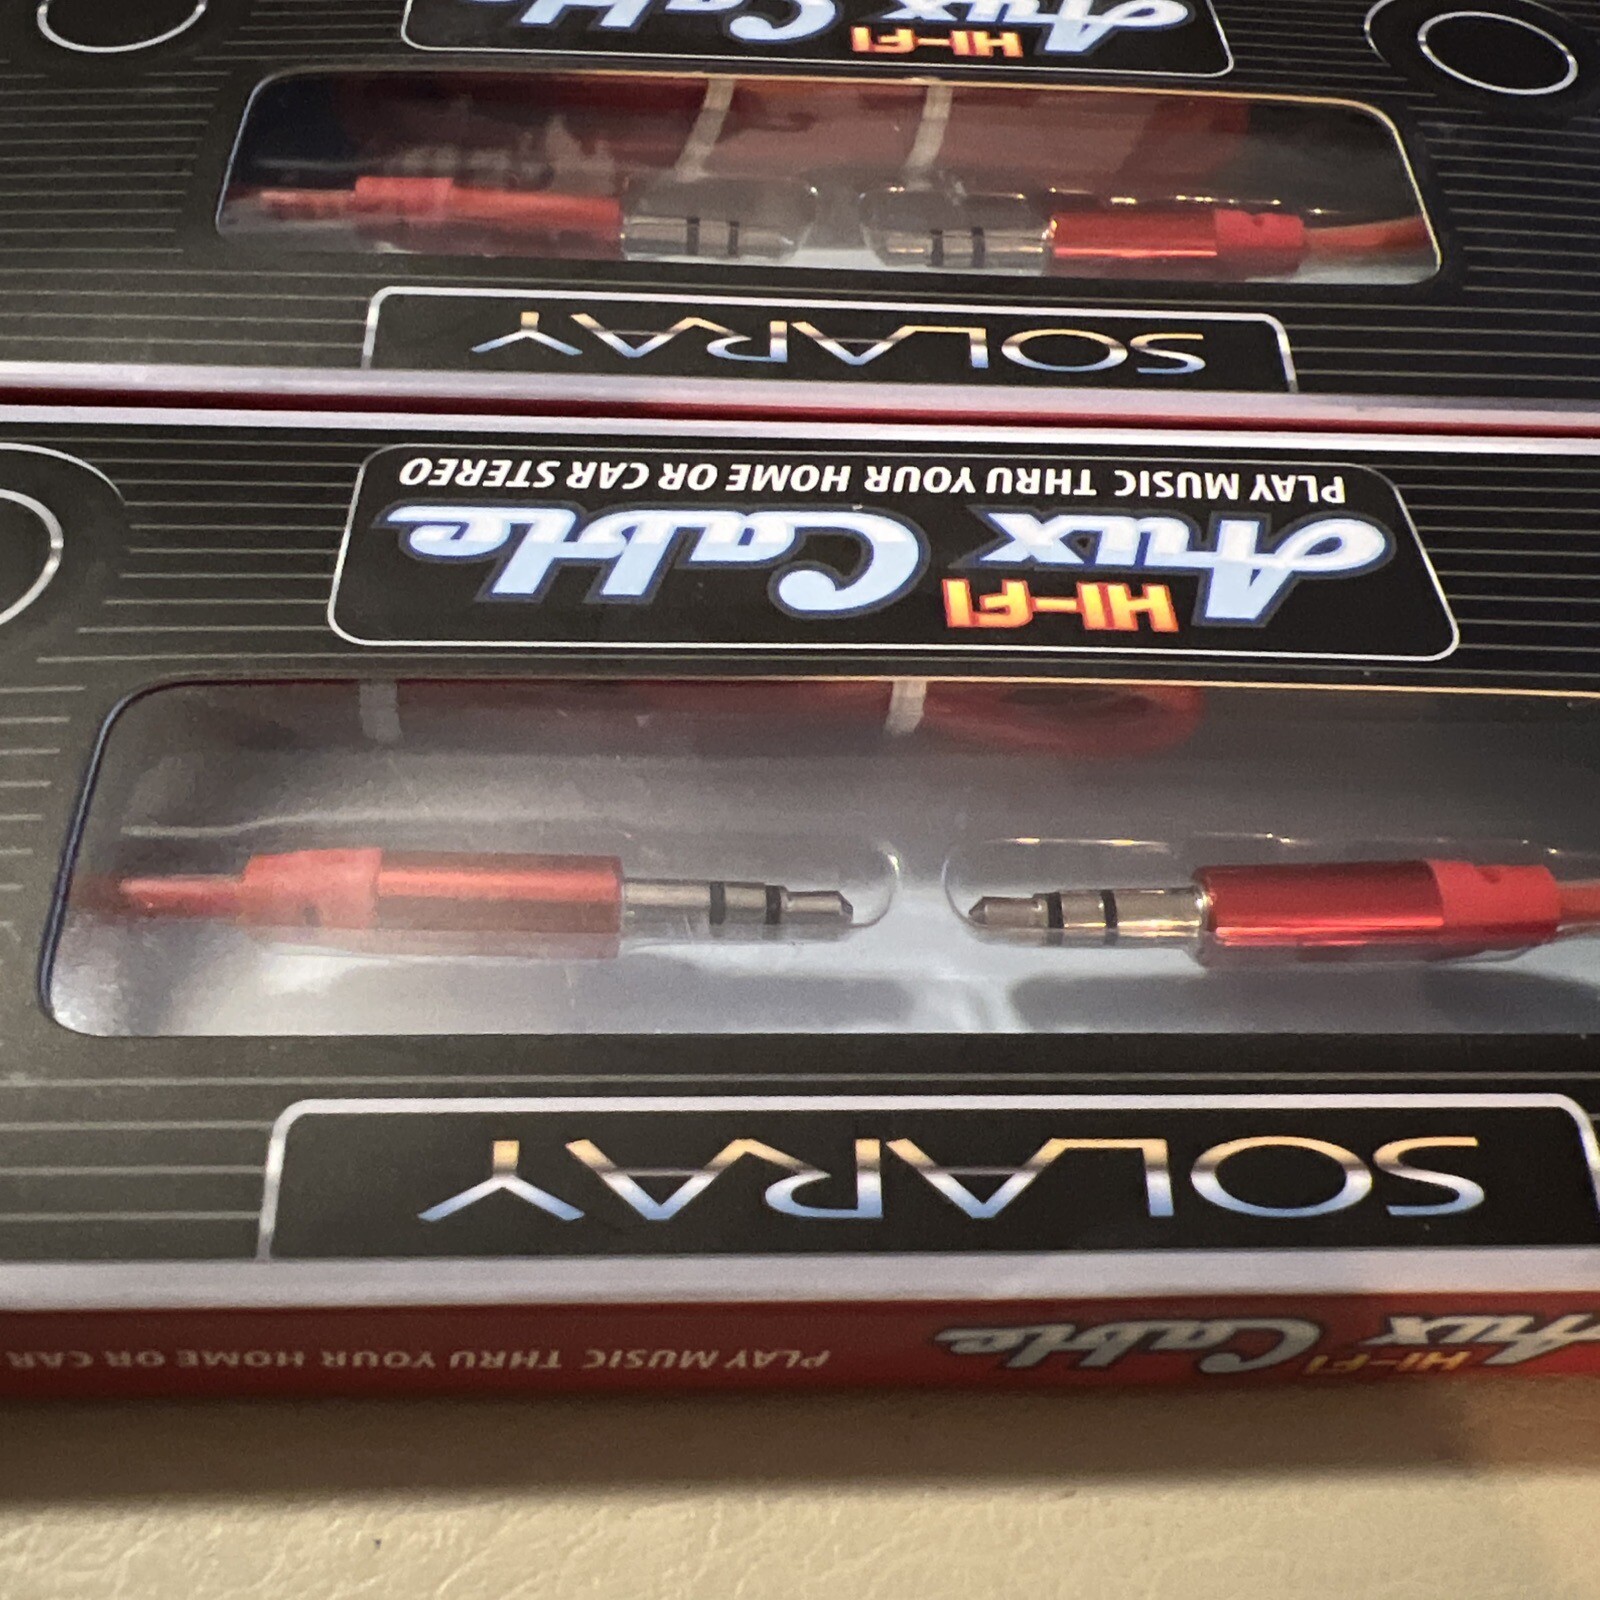 HI-FI
Aux Cable PLAY MUSIC THRU YOUR HOME OR CAR
SOLARAY
HI-FI
Aux Cable
PLAY MUSIC THRU YOUR HOME OR CAR STEREO
SOLARAY
HI-FI
Aux Cable